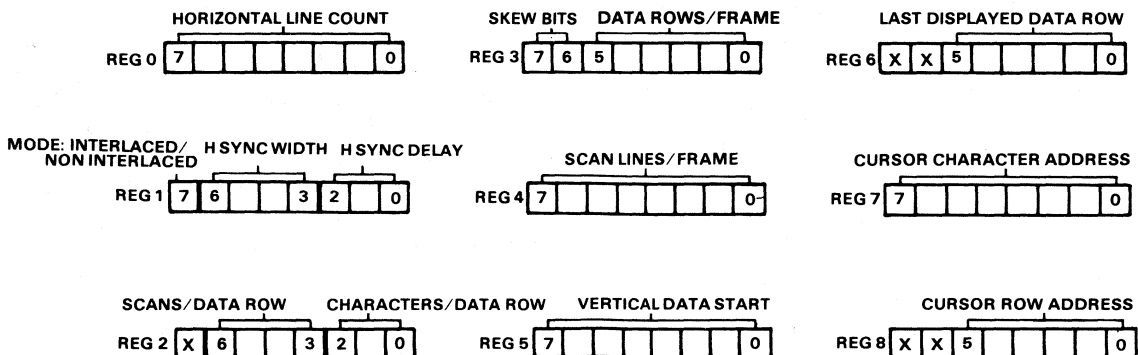 HORIZONTAL LINE COUNT
REG 0 7 0
SKEW BITS DATA ROWS/FRAME
REG 3 7 6 5 0
LAST DISPLAYED DATA ROW
REG 6 X X 5 0
MODE: INTERLACED/
NON INTERLACED
H SYNC WIDTH H SYNC DELAY
REG 1 7 6 3 2 0
SCAN LINES/FRAME
REG 4 7 0
CURSOR CHARACTER ADDRESS
REG 7 7 0
SCANS/DATA ROW CHARACTERS/DATA ROW
REG 2 X 6 3 2 0
VERTICAL DATA START
REG 5 7 0
CURSOR ROW ADDRESS
REG 8 X X 5 0